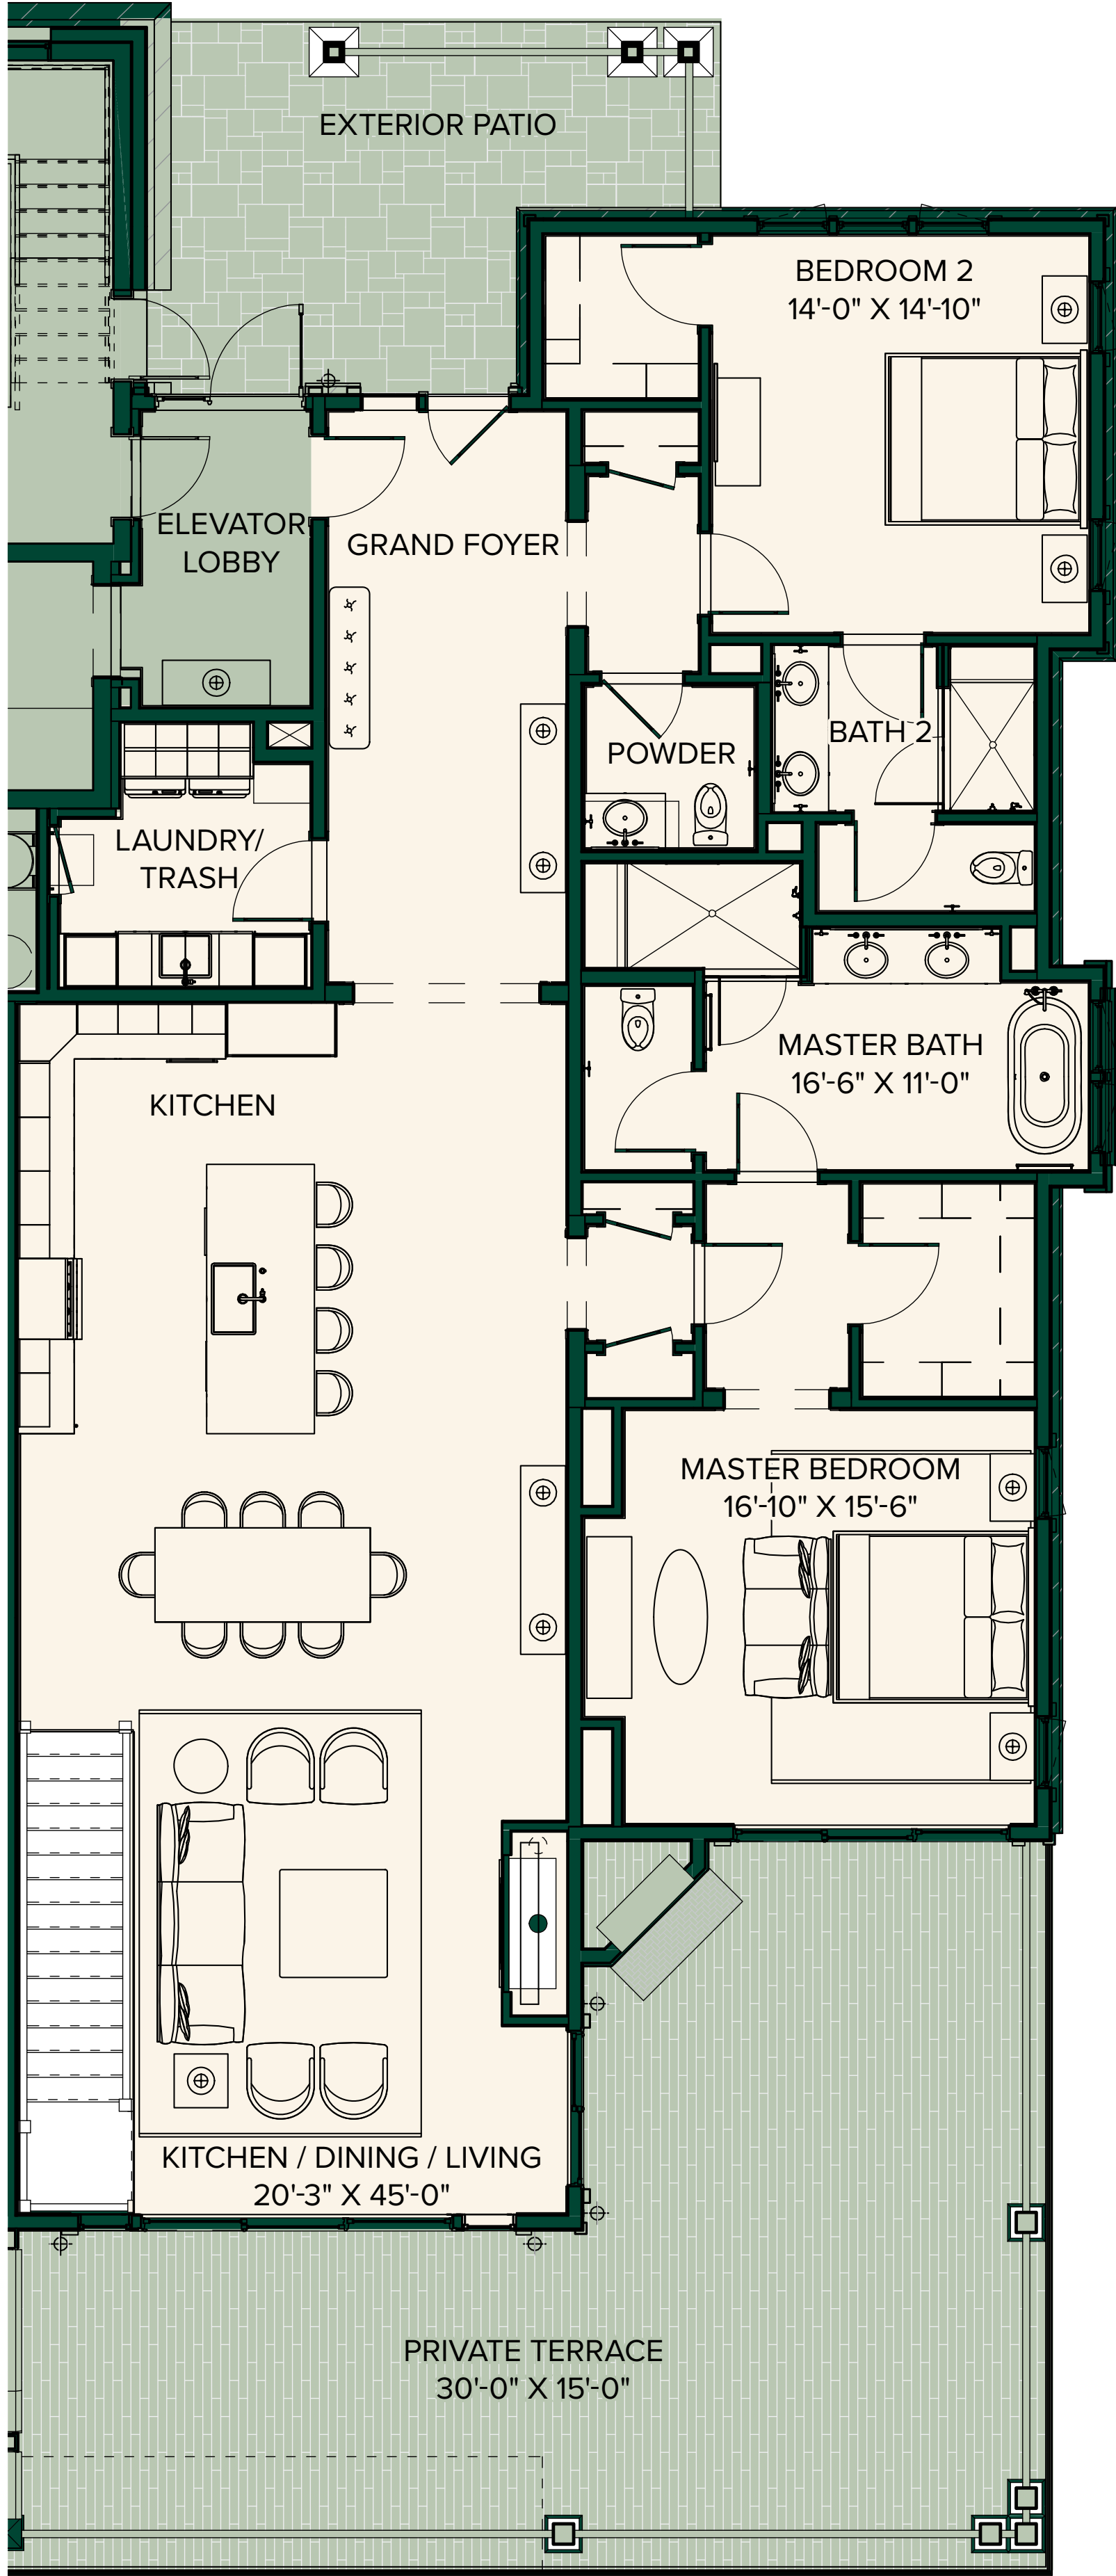 EXTERIOR PATIO
BEDROOM 2
14'-0" X 14'-10"
ELEVATOR
LOBBY
GRAND FOYER
POWDER
BATH 2
LAUNDRY/
TRASH
MASTER BATH
16'-6" X 11'-0"
KITCHEN
MASTER BEDROOM
16'-10" X 15'-6"
KITCHEN / DINING / LIVING
20'-3" X 45'-0"
PRIVATE TERRACE
30'-0" X 15'-0"